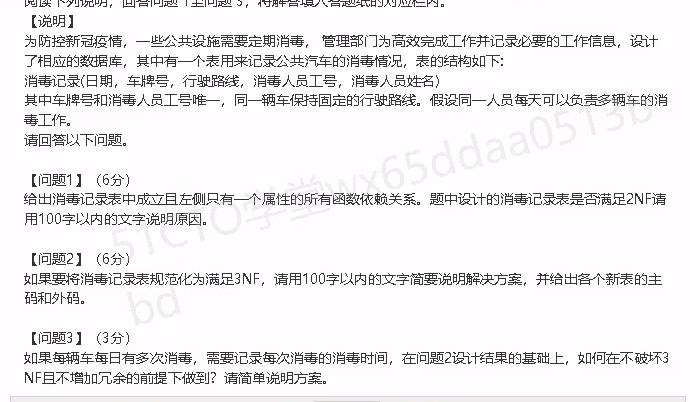 阅读下列说明，回答问题 1至问题 3，将解答填入答题纸的对应栏内。
【说明】
为防控新冠疫情，一些公共设施需要定期消毒， 管理部门为高效完成工作并记录必要的工作信息，设计
了相应的数据库，其中有一个表用来记录公共汽车的消毒情况，表的结构如下:
消毒记录(日期，车牌号，行驶路线，消毒人员工号，消毒人员姓名)
其中车牌号和消毒人员工号唯一，同一辆车保持固定的行驶路线。假设同一人员每天可以负责多辆车的消
毒工作。
请回答以下问题。
【问题1】（6分）
给出消毒记录表中成立且左侧只有一个属性的所有函数依赖关系。题中设计的消毒记录表是否满足2NF请
用100字以内的文字说明原因。
【问题2】（6分）
如果要将消毒记录表规范化为满足3NF，请用100字以内的文字简要说明解决方案，并给出各个新表的主
码和外码。
【问题3】（3分）
如果每辆车每日有多次消毒，需要记录每次消毒的消毒时间，在问题2设计结果的基础上，如何在不破坏3
NF且不增加冗余的前提下做到？请简单说明方案。
51CTO学堂wx65ddaa0513b
bd